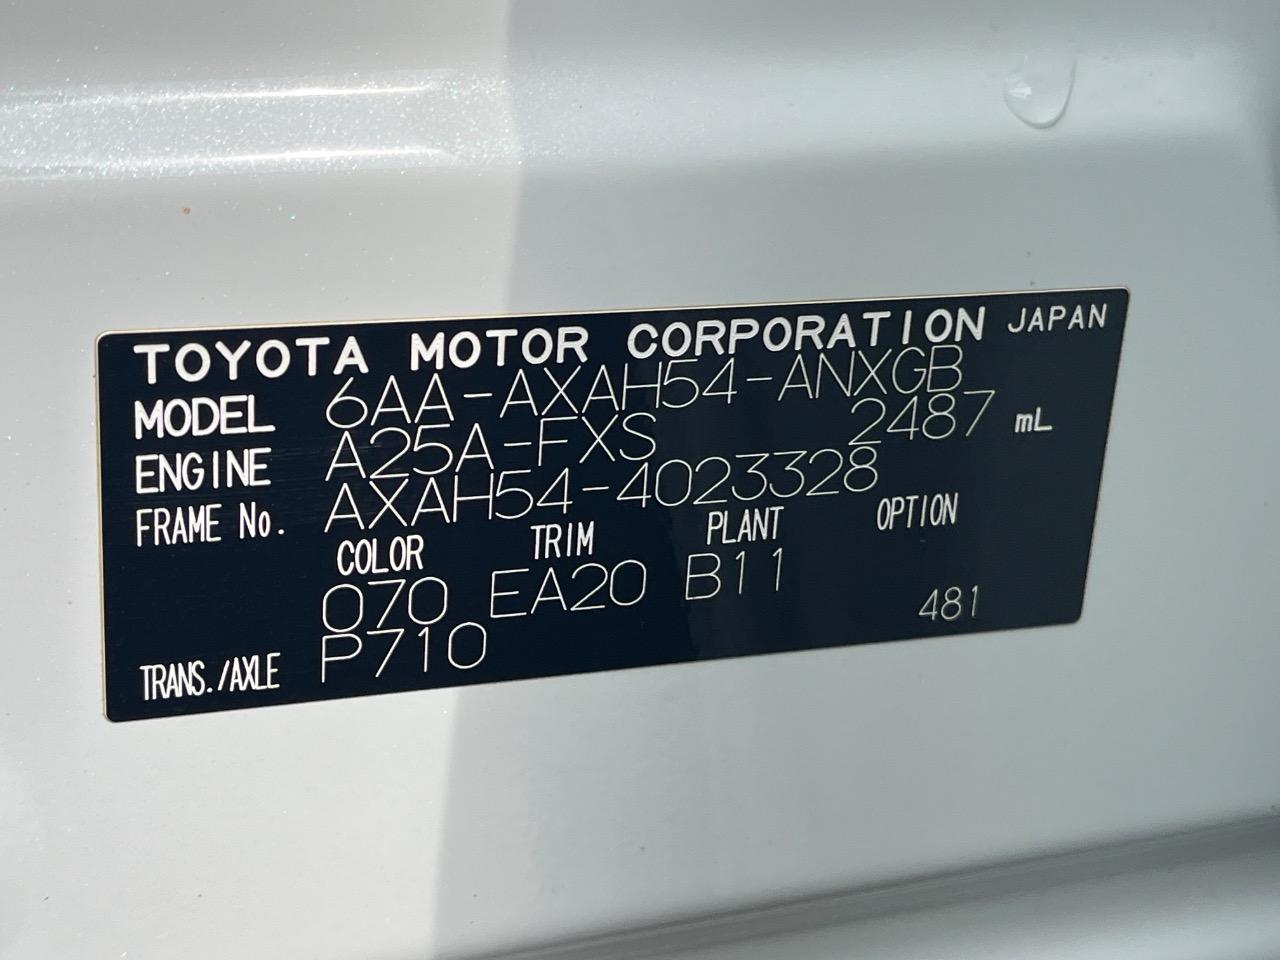 TOYOTA MOTOR CORPORATION JAPAN
MODEL 6AA-AXAH54-ANXGB
ENGINE A25A-FXS 2487 mL
FRAME No. AXAH54-4023328
COLOR TRIM PLANT OPTION
070 EA20 B11
TRANS./AXLE P710 481